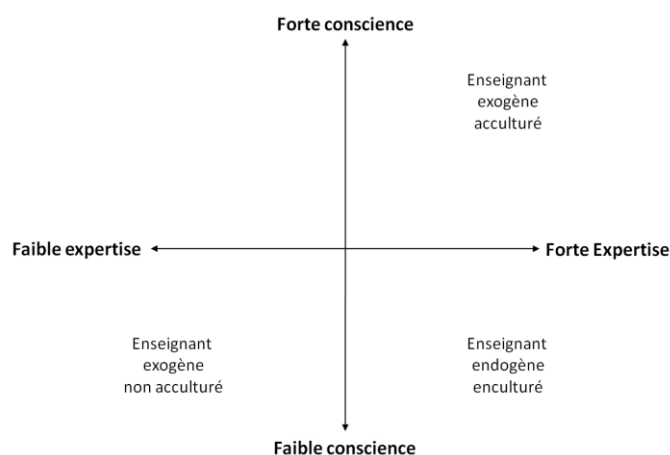 Forte conscience
Enseignant
exogène
acculturé
Faible expertise
Forte Expertise
Enseignant
exogène
non acculturé
Enseignant
endogène
enculturé
Faible conscience